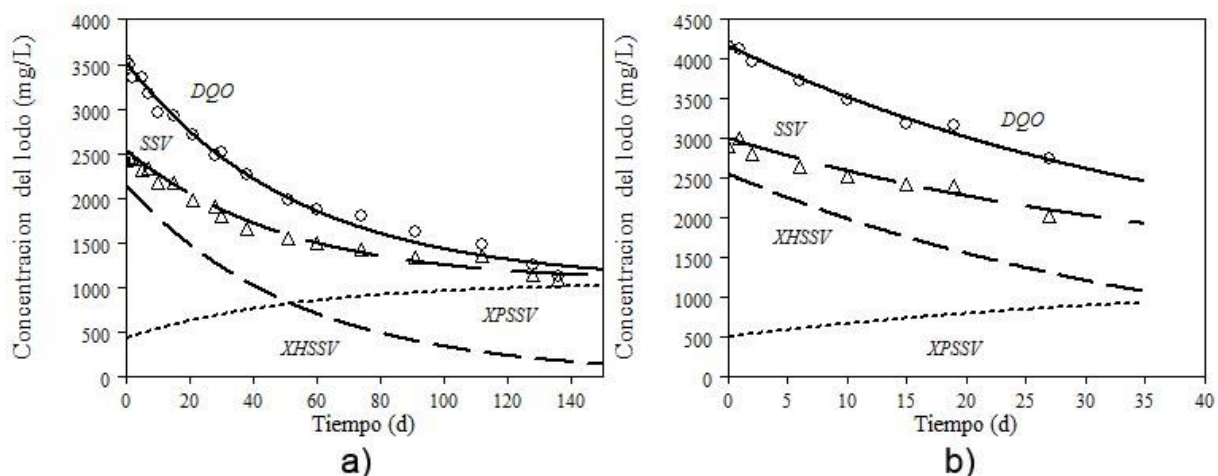 Concentracion del lodo (mg/L)
4000
3500
3000
2500
2000
1500
1000
500
0
DQO
SSV
XHSSV
XPSSV
0 20 40 60 80 100 120 140
Tiempo (d)
a)
Concentracion del lodo (mg/L)
4500
4000
3500
3000
2500
2000
1500
1000
500
0
DQO
SSV
XHSSV
XPSSV
0 5 10 15 20 25 30 35 40
Tiempo (d)
b)